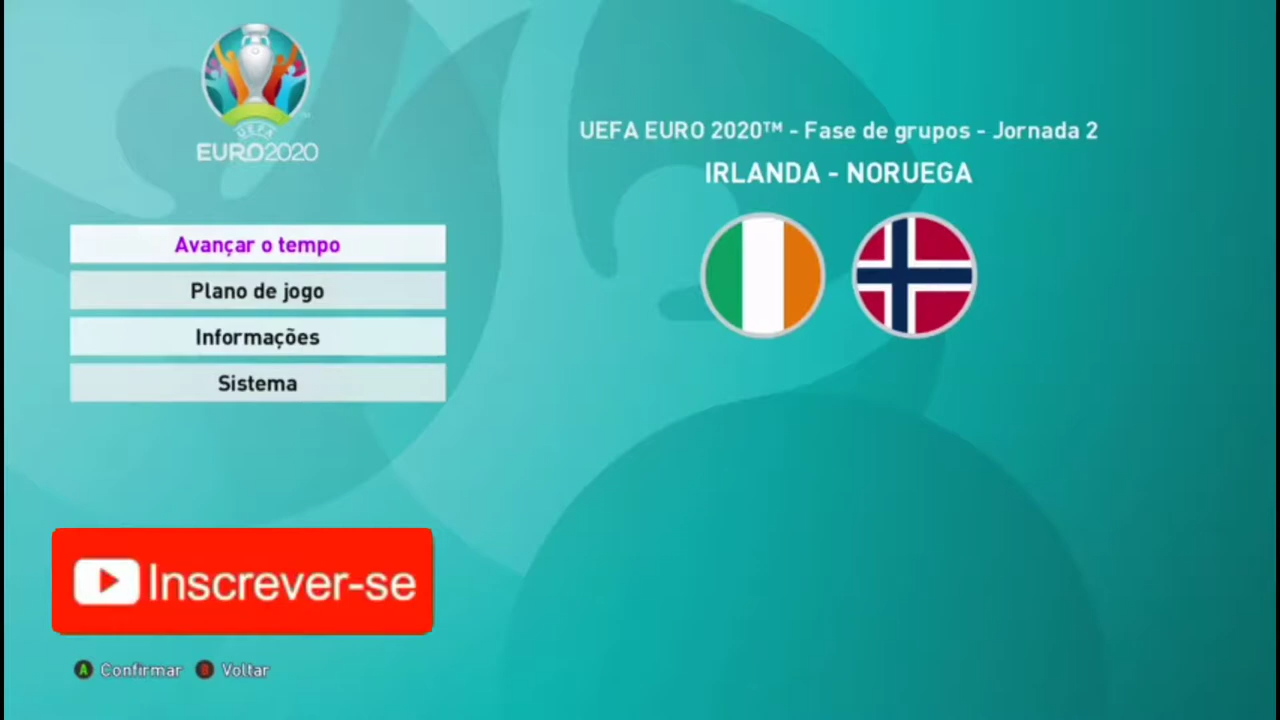 UEFA
EURO2020
UEFA EURO 2020™ - Fase de grupos - Jornada 2
IRLANDA - NORUEGA
Avançar o tempo
Plano de jogo
Informações
Sistema
Inscrever-se
A Confirmar B Voltar